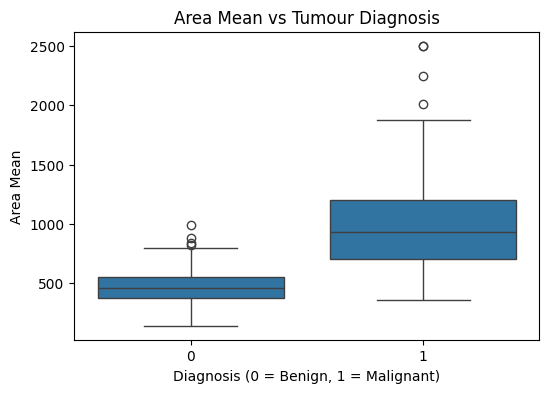 Area Mean vs Tumour Diagnosis
2500
2000
1500
1000
500
Area Mean
0
1
Diagnosis (0 = Benign, 1 = Malignant)